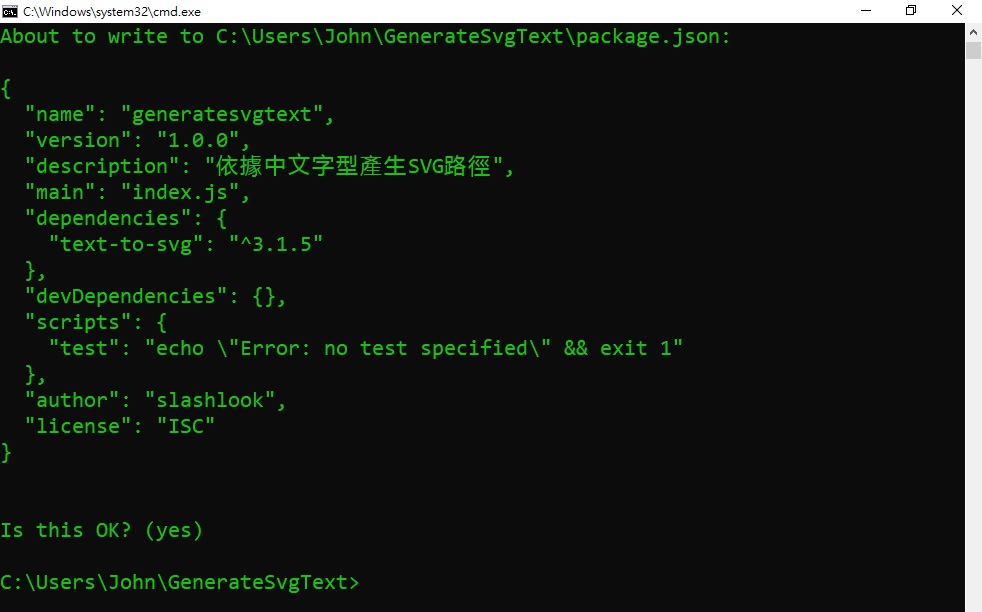 C:\Windows\system32\cmd.exe
About to write to C:\Users\John\GenerateSvgText\package.json:
{
  "name": "generatesvgtext",
  "version": "1.0.0",
  "description": "依據中文字型產生SVG路徑",
  "main": "index.js",
  "dependencies": {
    "text-to-svg": "^3.1.5"
  },
  "devDependencies": {},
  "scripts": {
    "test": "echo \"Error: no test specified\" && exit 1"
  },
  "author": "slashlook",
  "license": "ISC"
}
Is this OK? (yes)
C:\Users\John\GenerateSvgText>